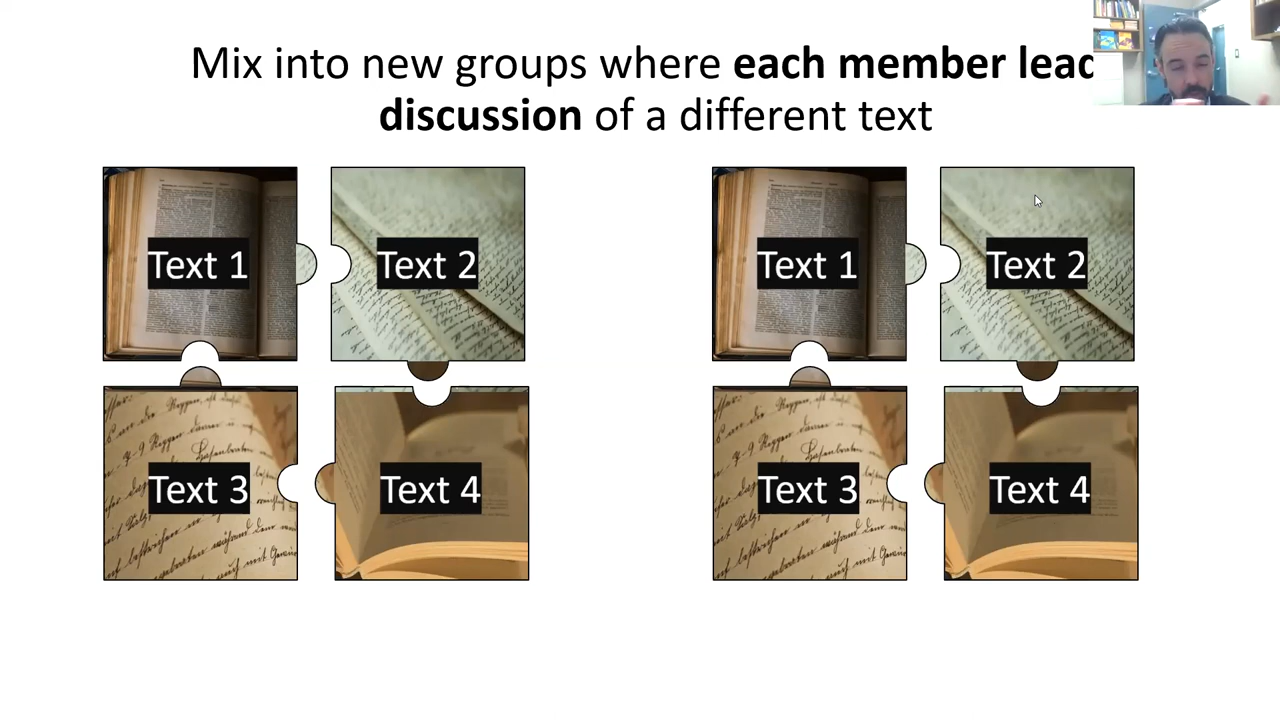 Mix into new groups where each member lead
discussion of a different text
Text 1
Text 2
Text 1
Text 2
Text 3
Text 4
Text 3
Text 4